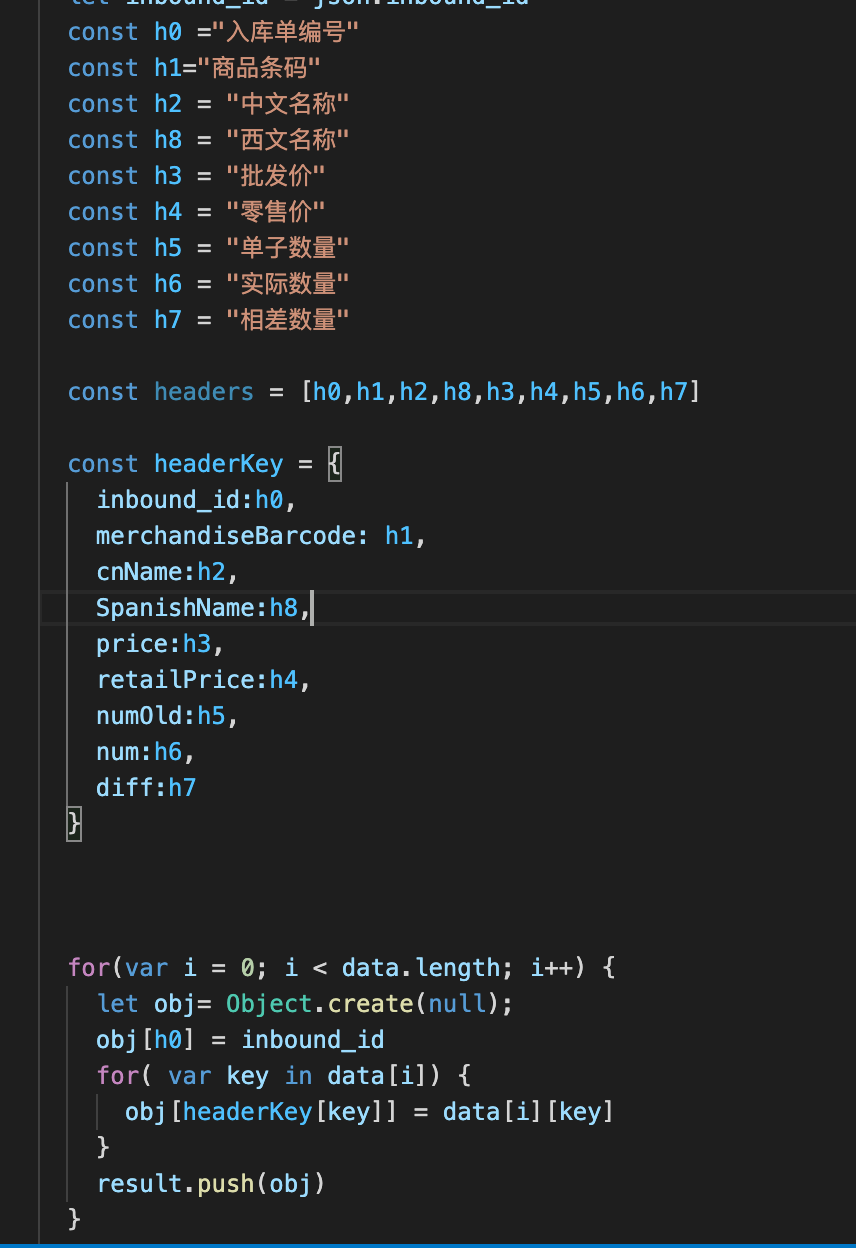 let inbound_id = json.inbound_id
const h0 ="入库单编号"
const h1="商品条码"
const h2 = "中文名称"
const h8 = "西文名称"
const h3 = "批发价"
const h4 = "零售价"
const h5 = "单子数量"
const h6 = "实际数量"
const h7 = "相差数量"
const headers = [h0,h1,h2,h8,h3,h4,h5,h6,h7]
const headerKey = {
inbound_id:h0,
merchandiseBarcode: h1,
cnName:h2,
SpanishName:h8,
price:h3,
retailPrice:h4,
numOld:h5,
num:h6,
diff:h7
}
for(var i = 0; i < data.length; i++) {
let obj= Object.create(null);
obj[h0] = inbound_id
for( var key in data[i]) {
obj[headerKey[key]] = data[i][key]
}
result.push(obj)
}